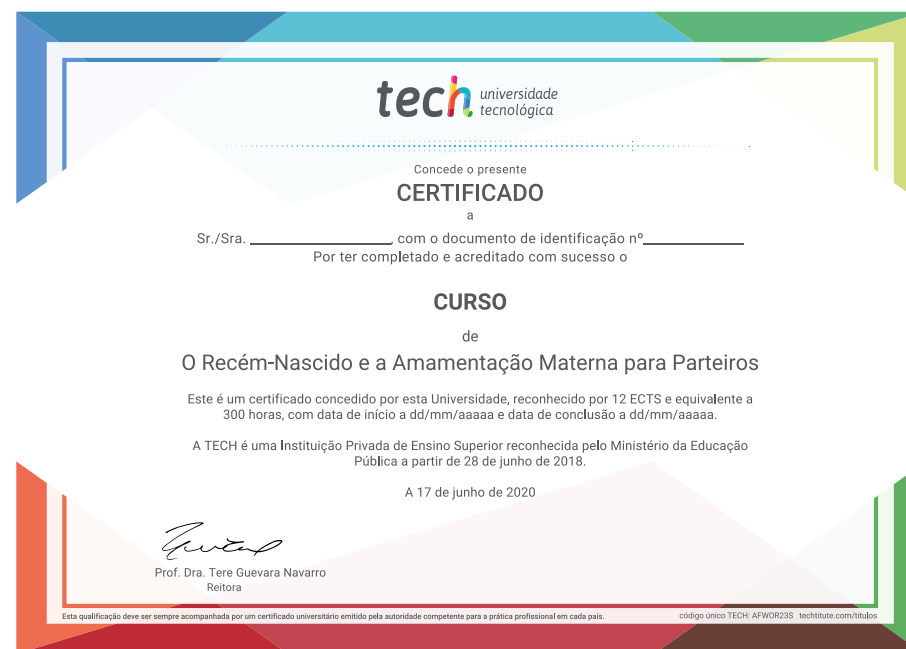 tech universidade
tecnológica
Concede o presente
CERTIFICADO
a
Sr./Sra. , com o documento de identificação nº
Por ter completado e acreditado com sucesso o
CURSO
de
O Recém-Nascido e a Amamentação Materna para Parteiros
Este é um certificado concedido por esta Universidade, reconhecido por 12 ECTS e equivalente a
300 horas, com data de início a dd/mm/aaaaa e data de conclusão a dd/mm/aaaaa.
A TECH é uma Instituição Privada de Ensino Superior reconhecida pelo Ministério da Educação
Pública a partir de 28 de junho de 2018.
A 17 de junho de 2020
Prof. Dra. Tere Guevara Navarro
Reitora
Esta qualificação deve ser sempre acompanhada por um certificado universitário emitido pela autoridade competente para a prática profissional em cada país.
código único TECH: AFWOR23S techtitute.com/titulos